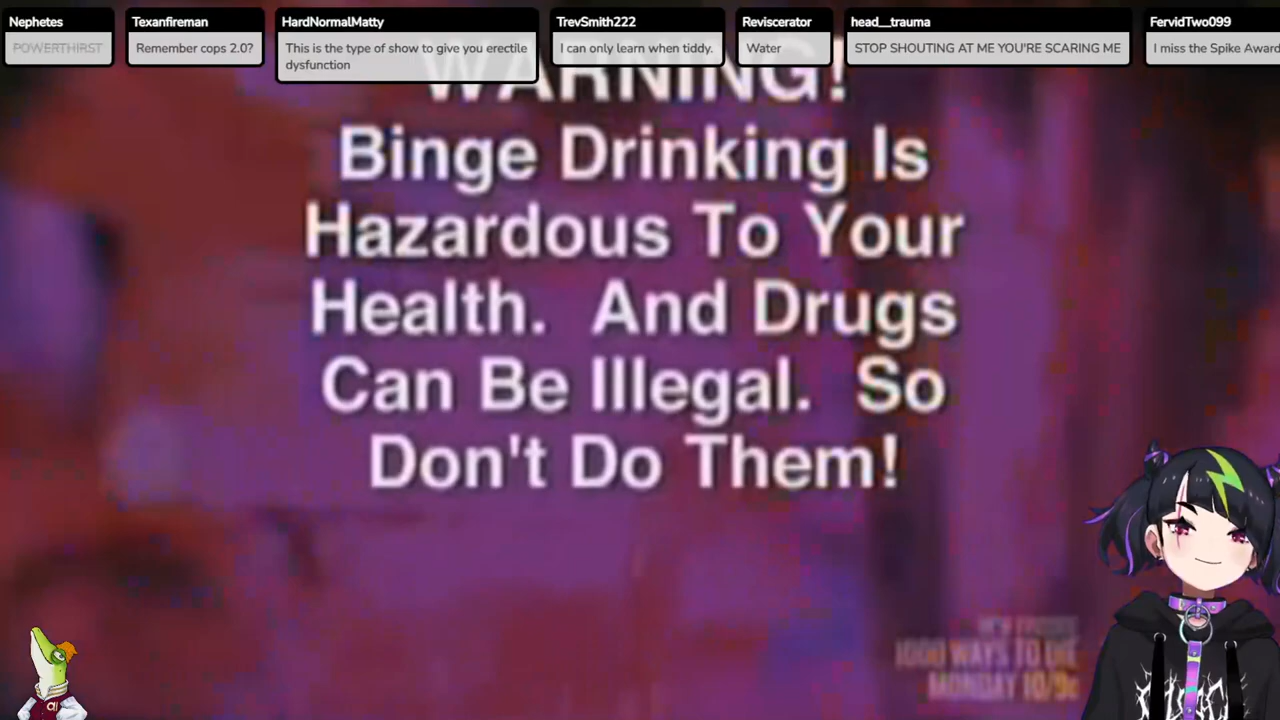 Nephetes
POWERTHIRST
Texanfireman
Remember cops 2.0?
HardNormalMatty
This is the type of show to give you erectile
dysfunction
TrevSmith222
I can only learn when tiddy.
Reviscerator
Water
head__trauma
STOP SHOUTING AT ME YOU'RE SCARING ME
FervidTwo099
I miss the Spike Award
WARNING!
Binge Drinking Is
Hazardous To Your
Health. And Drugs
Can Be Illegal. So
Don't Do Them!
1000 WAYS TO DIE
MONDAY 10/9c